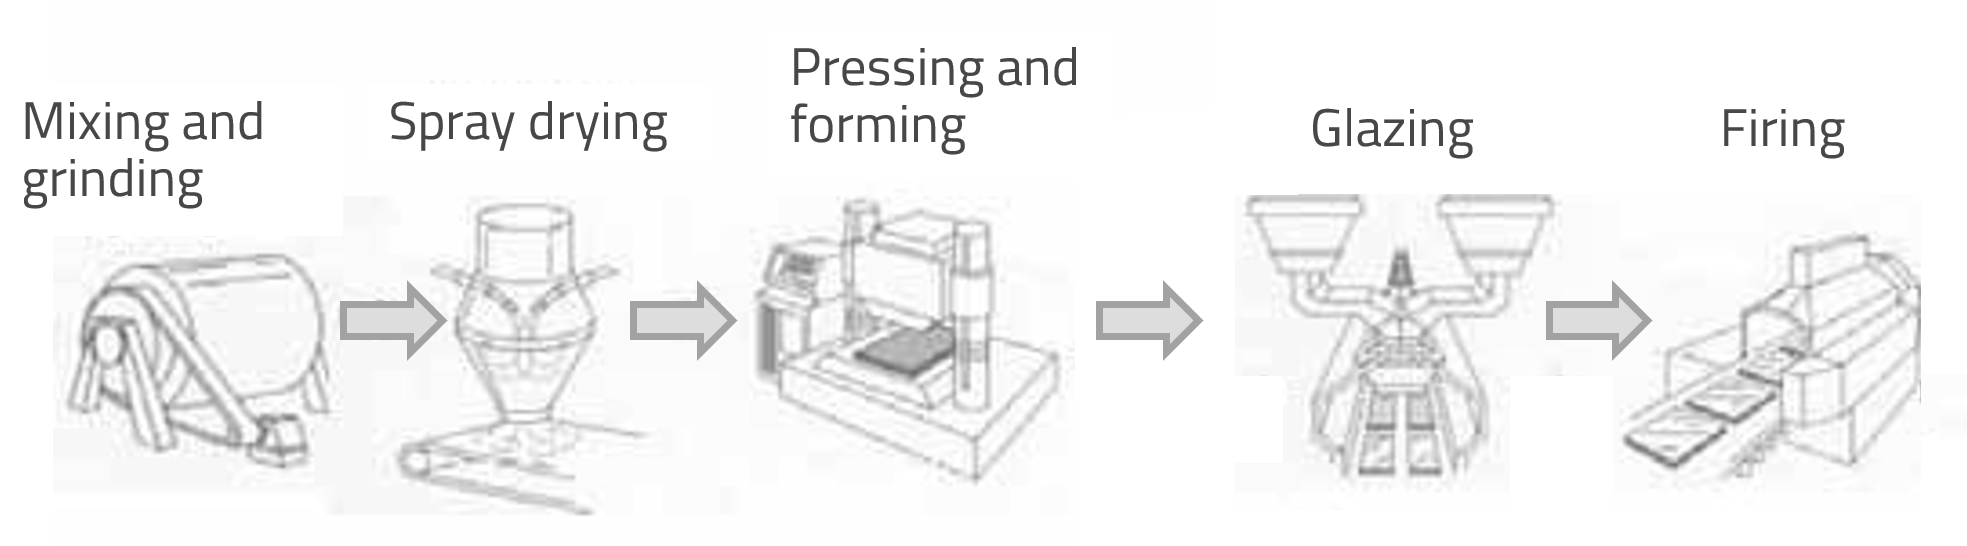 Mixing and
grinding
Spray drying
Pressing and
forming
Glazing
Firing